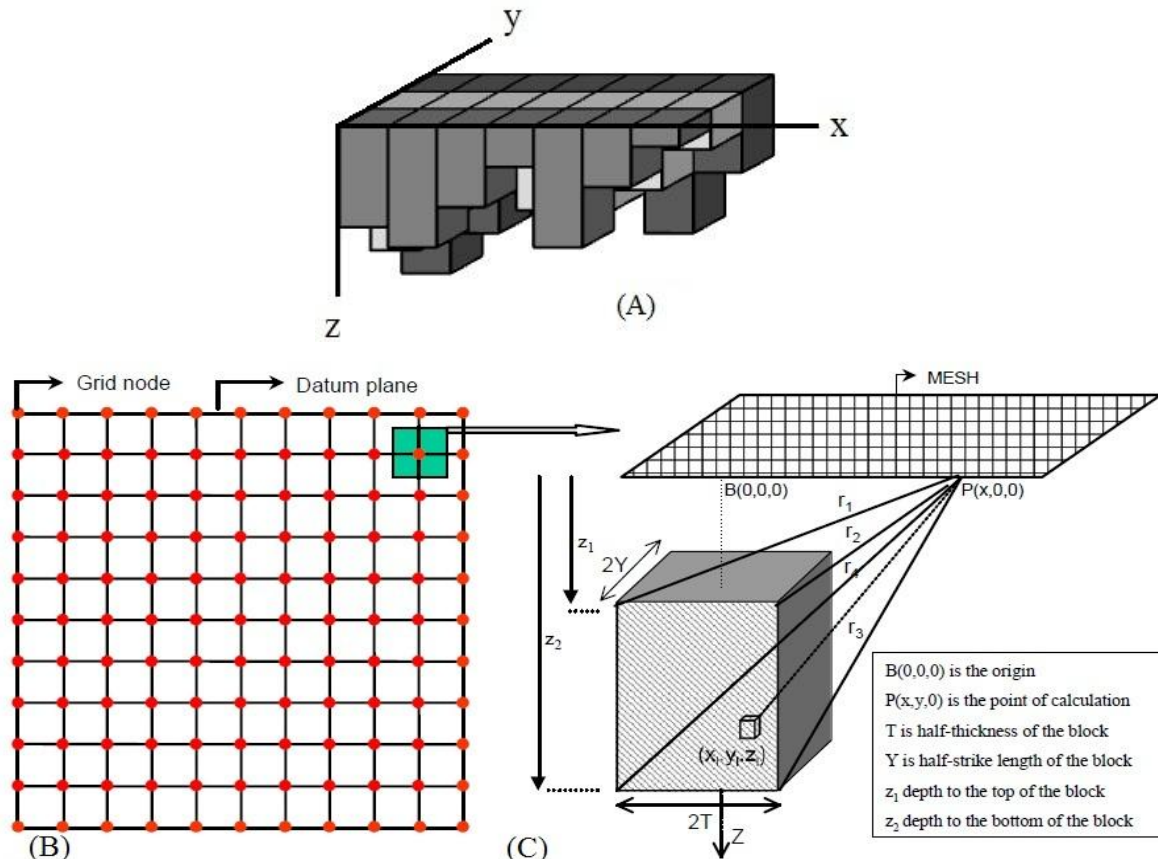 y
x
z
(A)
Grid node
Datum plane
MESH
B(0,0,0)
P(x,0,0)
r₁
z₁
2Y
r₂
r₄
z₂
r₃
(x₁,y₁,z₁)
2T
Z
B(0,0,0) is the origin
P(x,y,0) is the point of calculation
T is half-thickness of the block
Y is half-strike length of the block
z₁ depth to the top of the block
z₂ depth to the bottom of the block
(B)
(C)